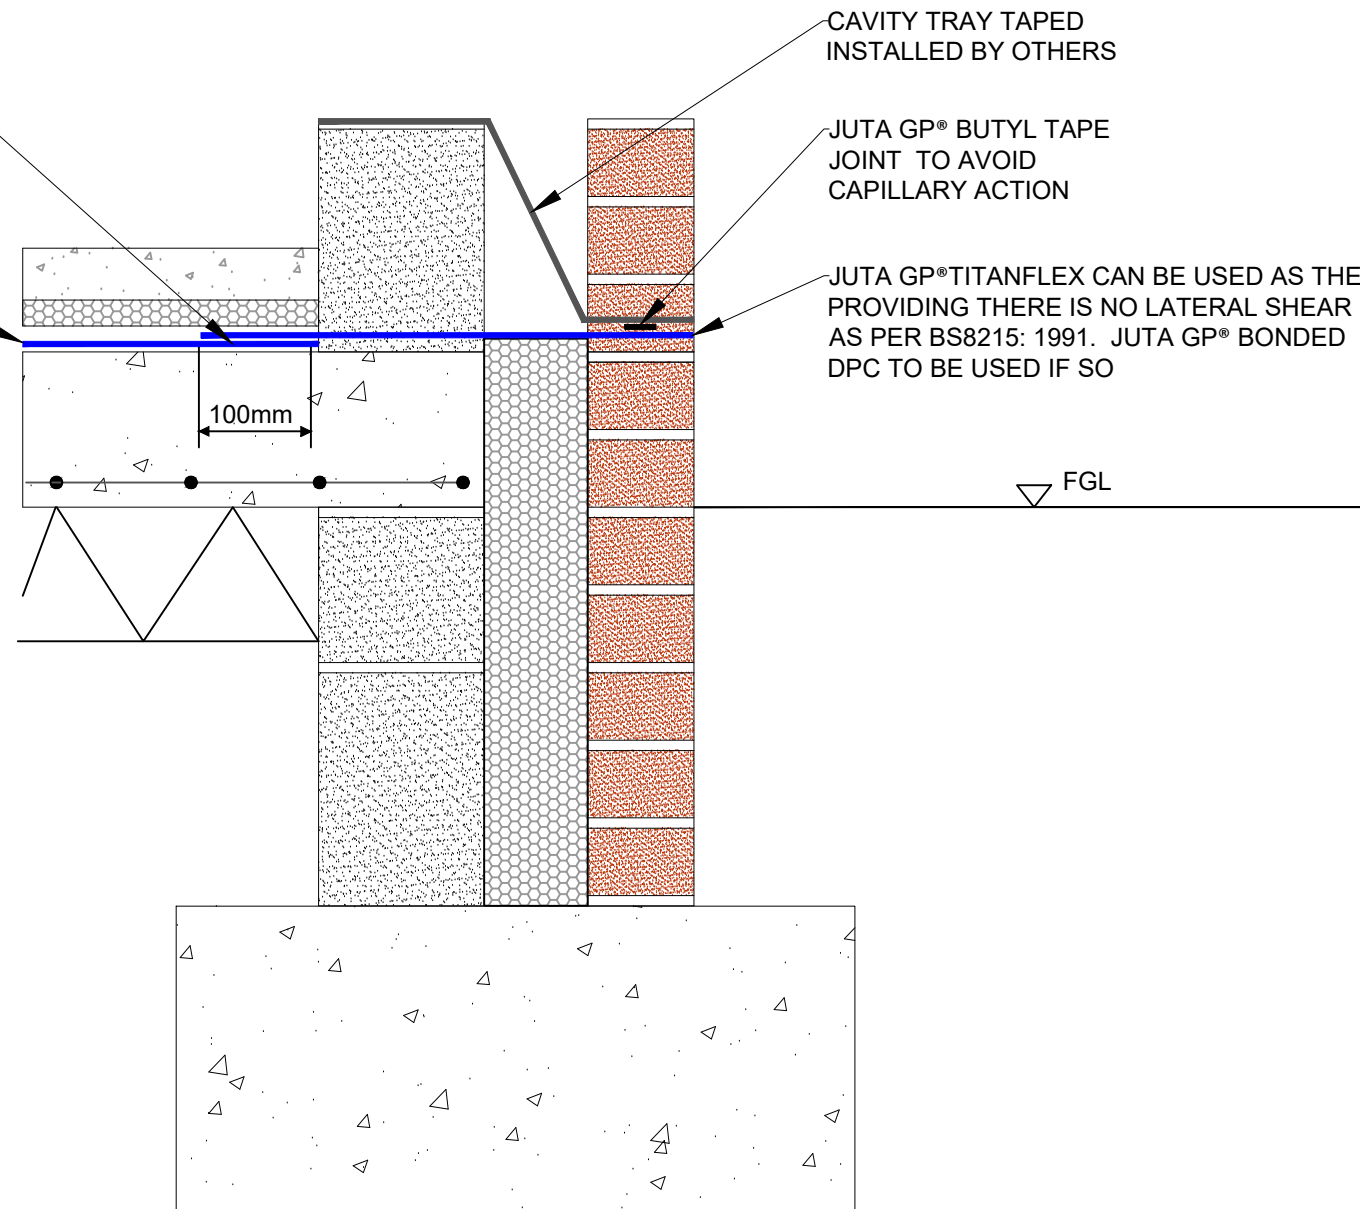 CAVITY TRAY TAPED
INSTALLED BY OTHERS
JUTA GP® BUTYL TAPE
JOINT TO AVOID
CAPILLARY ACTION
JUTA GP®TITANFLEX CAN BE USED AS THE
PROVIDING THERE IS NO LATERAL SHEAR
AS PER BS8215: 1991. JUTA GP® BONDED
DPC TO BE USED IF SO
100mm
FGL